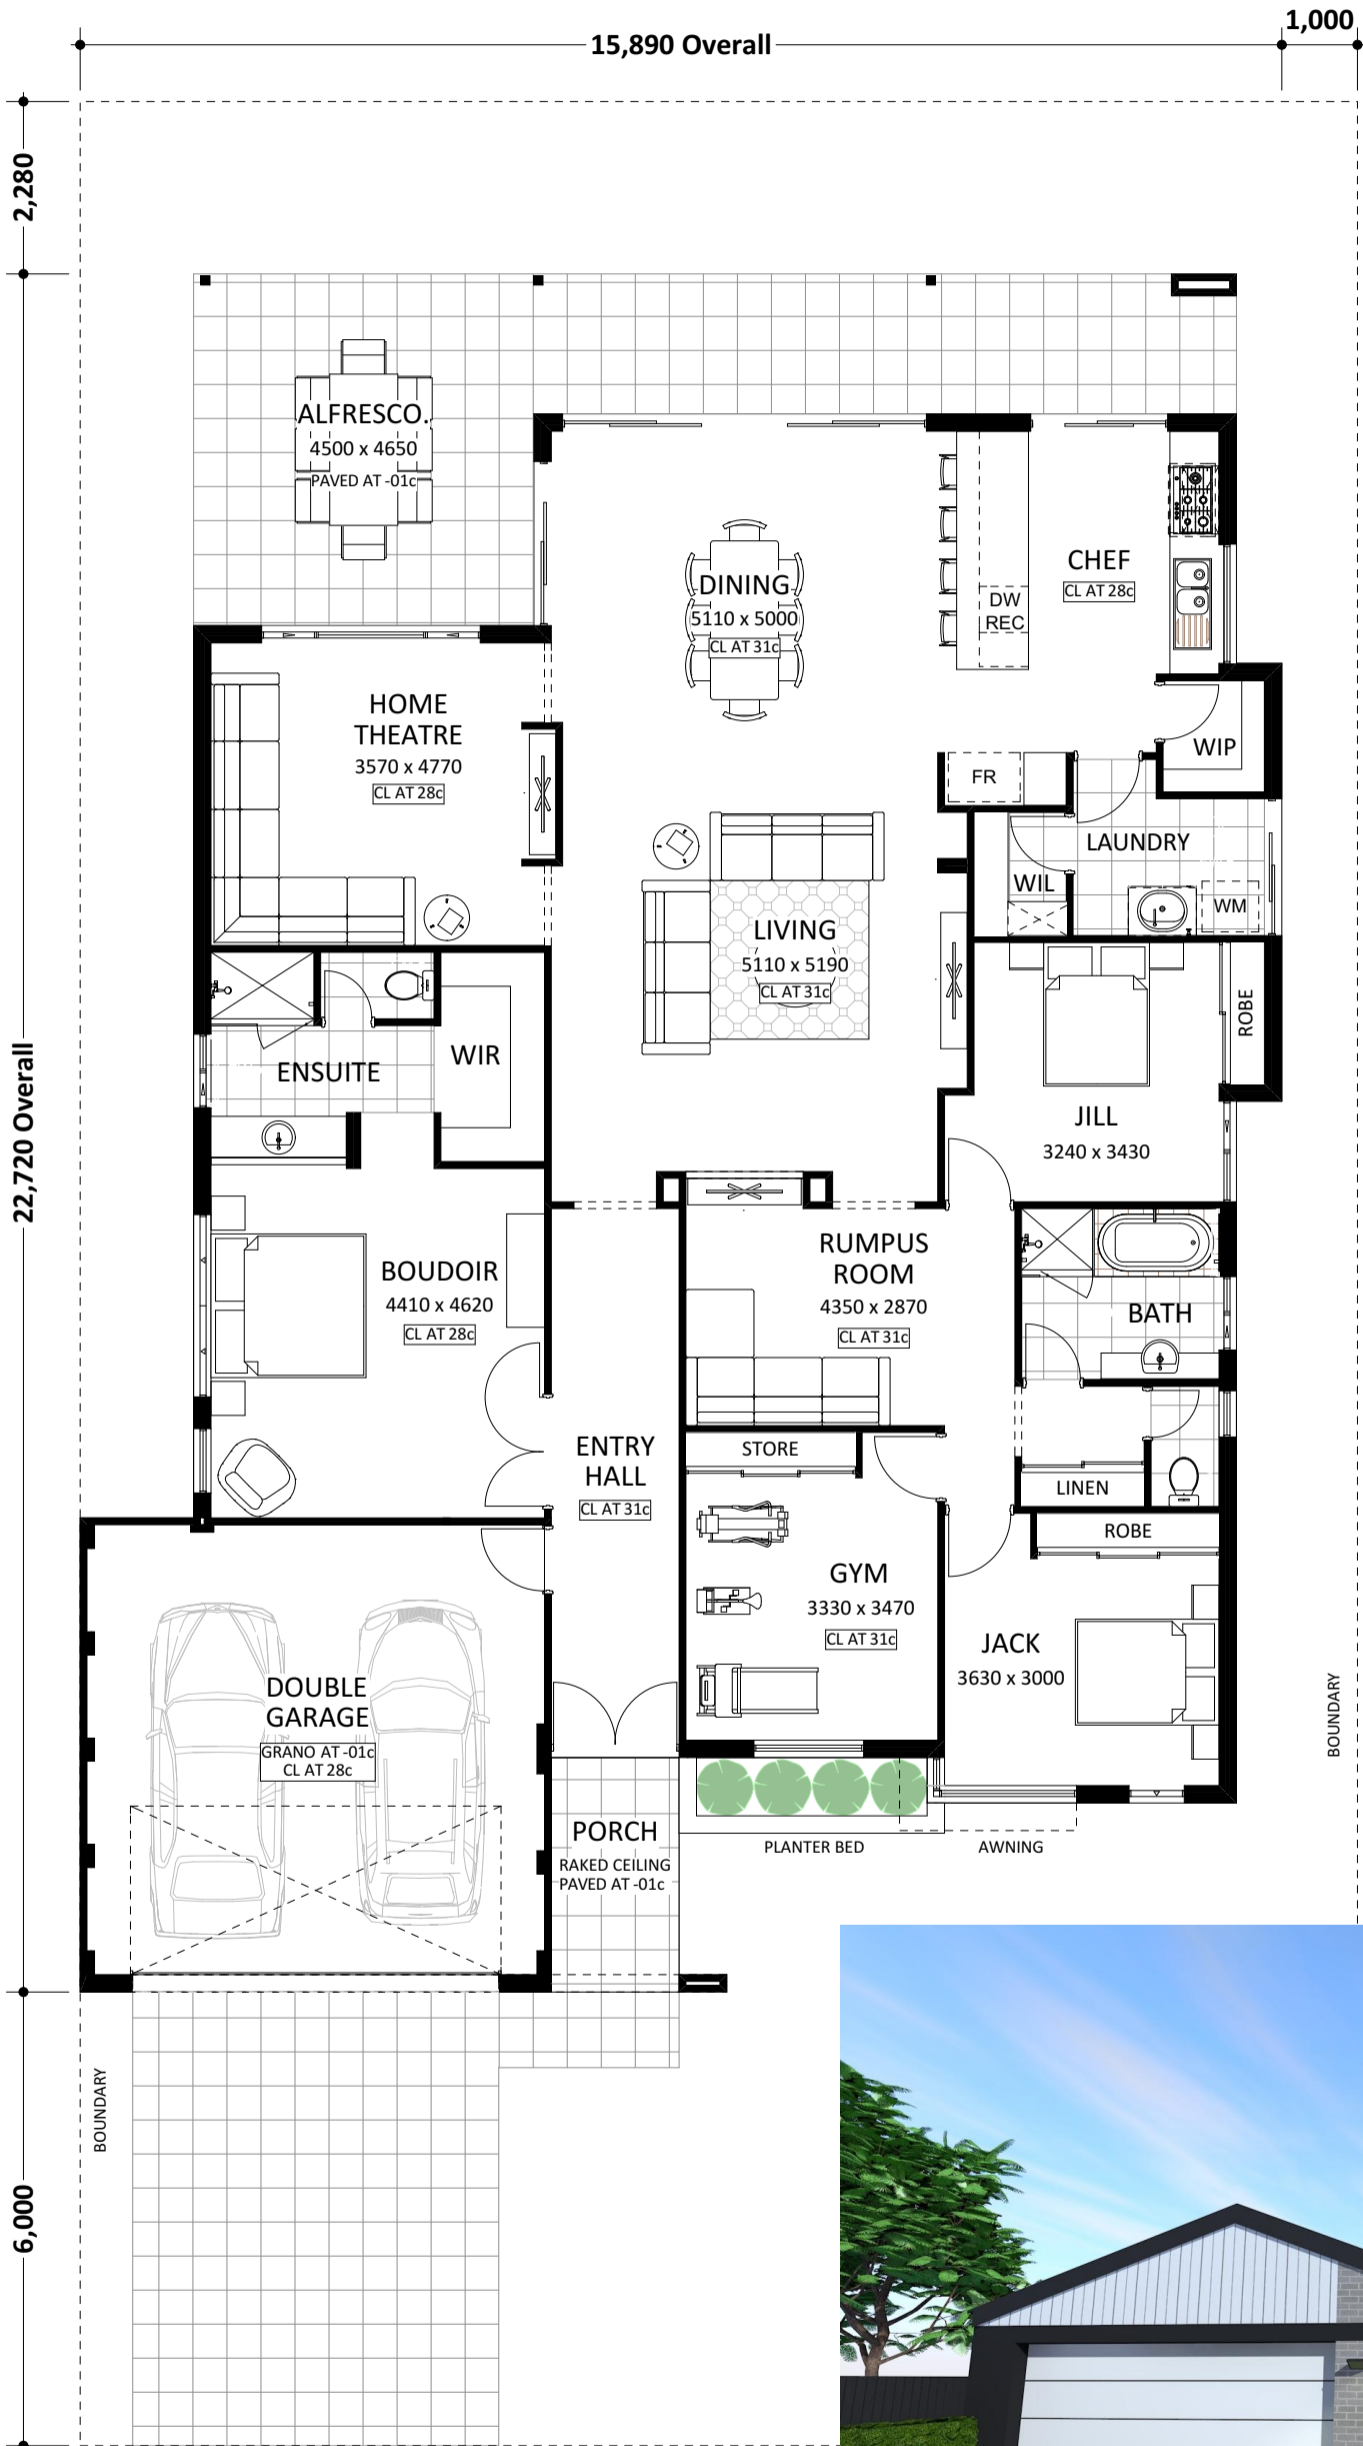 1,000
15,890 Overall
2,280
ALFRESCO.
4500 x 4650
PAVED AT -01c
DINING
5110 x 5000
CL AT 31c
CHEF
CL AT 28c
DW
REC
HOME
THEATRE
3570 x 4770
CL AT 28c
WIP
FR
LAUNDRY
WIL
WM
LIVING
5110 x 5190
CL AT 31c
ROBE
WIR
ENSUITE
22,720 Overall
JILL
3240 x 3430
BOUDOIR
4410 x 4620
CL AT 28c
RUMPUS
ROOM
4350 x 2870
CL AT 31c
BATH
ENTRY
HALL
CL AT 31c
STORE
LINEN
ROBE
GYM
3330 x 3470
CL AT 31c
JACK
3630 x 3000
DOUBLE
GARAGE
GRANO AT -01c
CL AT 28c
BOUNDARY
PORCH
RAKED CEILING
PAVED AT -01c
PLANTER BED
AWNING
BOUNDARY
6,000